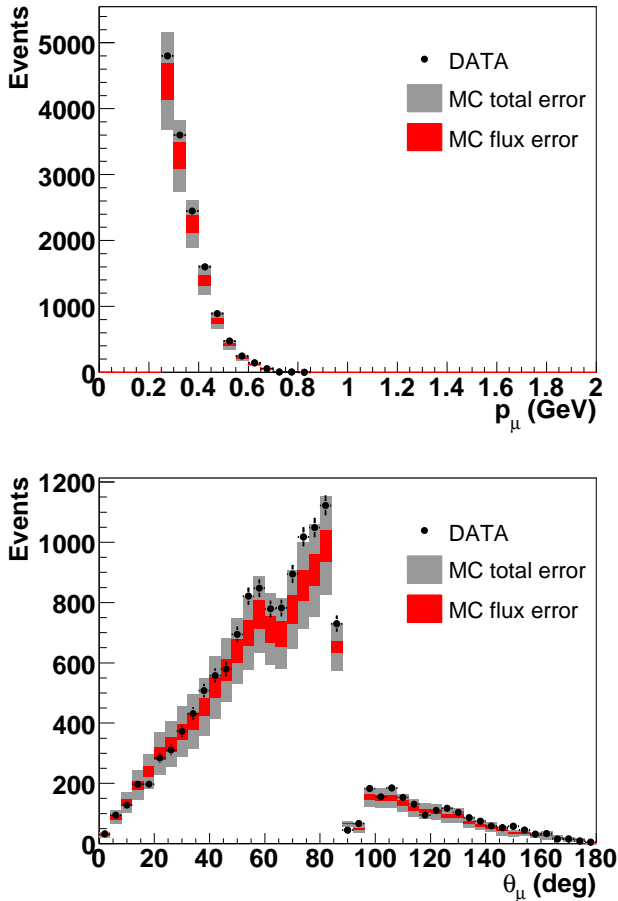 Events
5000
4000
3000
2000
1000
0
DATA
MC total error
MC flux error
0 0.2 0.4 0.6 0.8 1 1.2 1.4 1.6 1.8 2
p_μ (GeV)
Events
1200
1000
800
600
400
200
0
DATA
MC total error
MC flux error
0 20 40 60 80 100 120 140 160 180
θ_μ (deg)